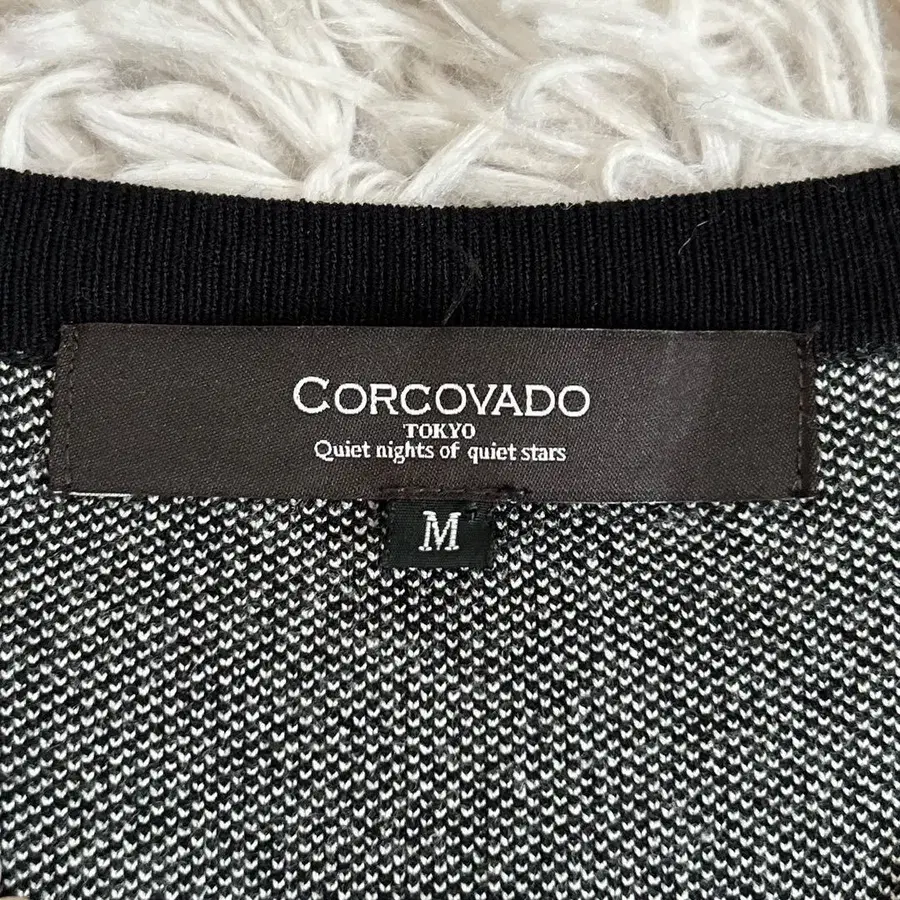 CORCOVADO
TOKYO
Quiet nights of quiet stars
M